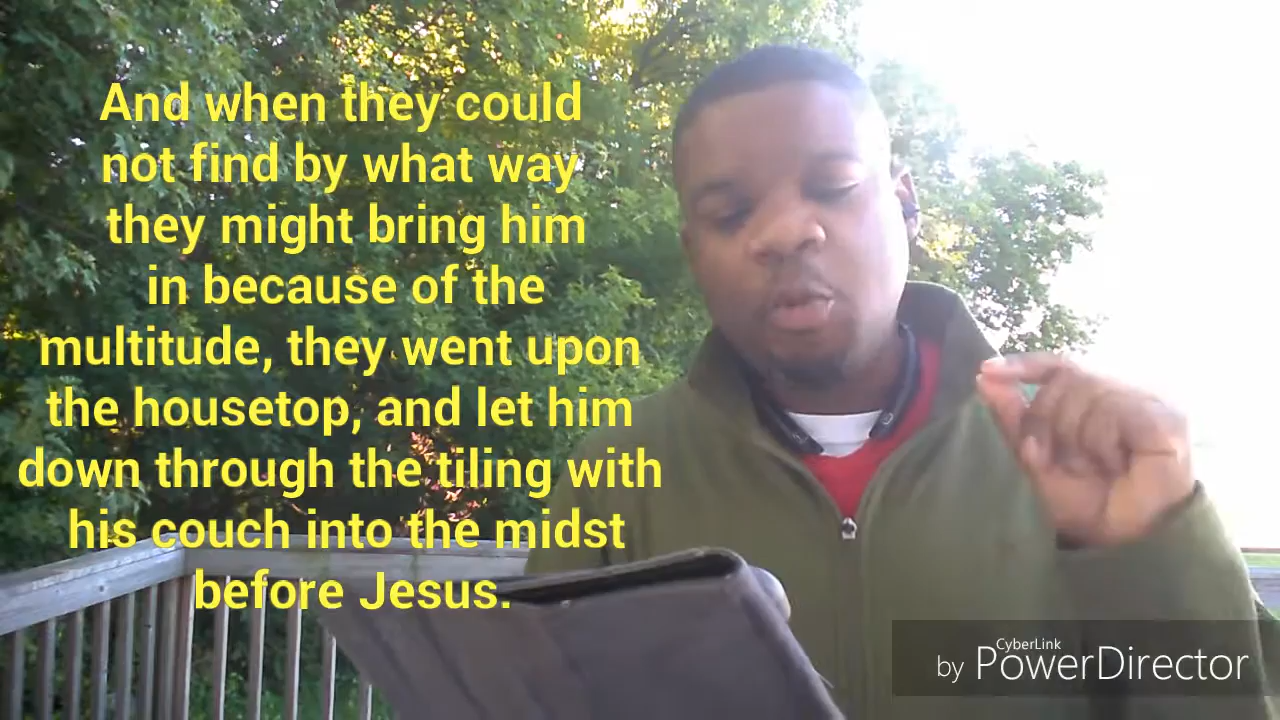 And when they could
not find by what way
they might bring him
in because of the
multitude, they went upon
the housetop, and let him
down through the tiling with
his couch into the midst
before Jesus.
CyberLink
by PowerDirector